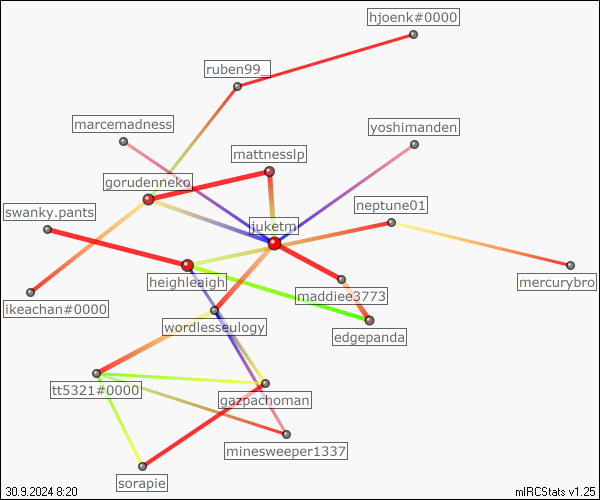 hjoenk#0000
ruben99_
marcemadness
yoshimanden
mattnesslp
gorudenneko
neptune01
swanky.pants
juketm
heighleaigh
mercurybro
maddiee3773
ikeachan#0000
wordlesseulogy
edgepanda
tt5321#0000
gazpachoman
minesweeper1337
sorapie
30.9.2024 8:20
mIRCStats v1.25